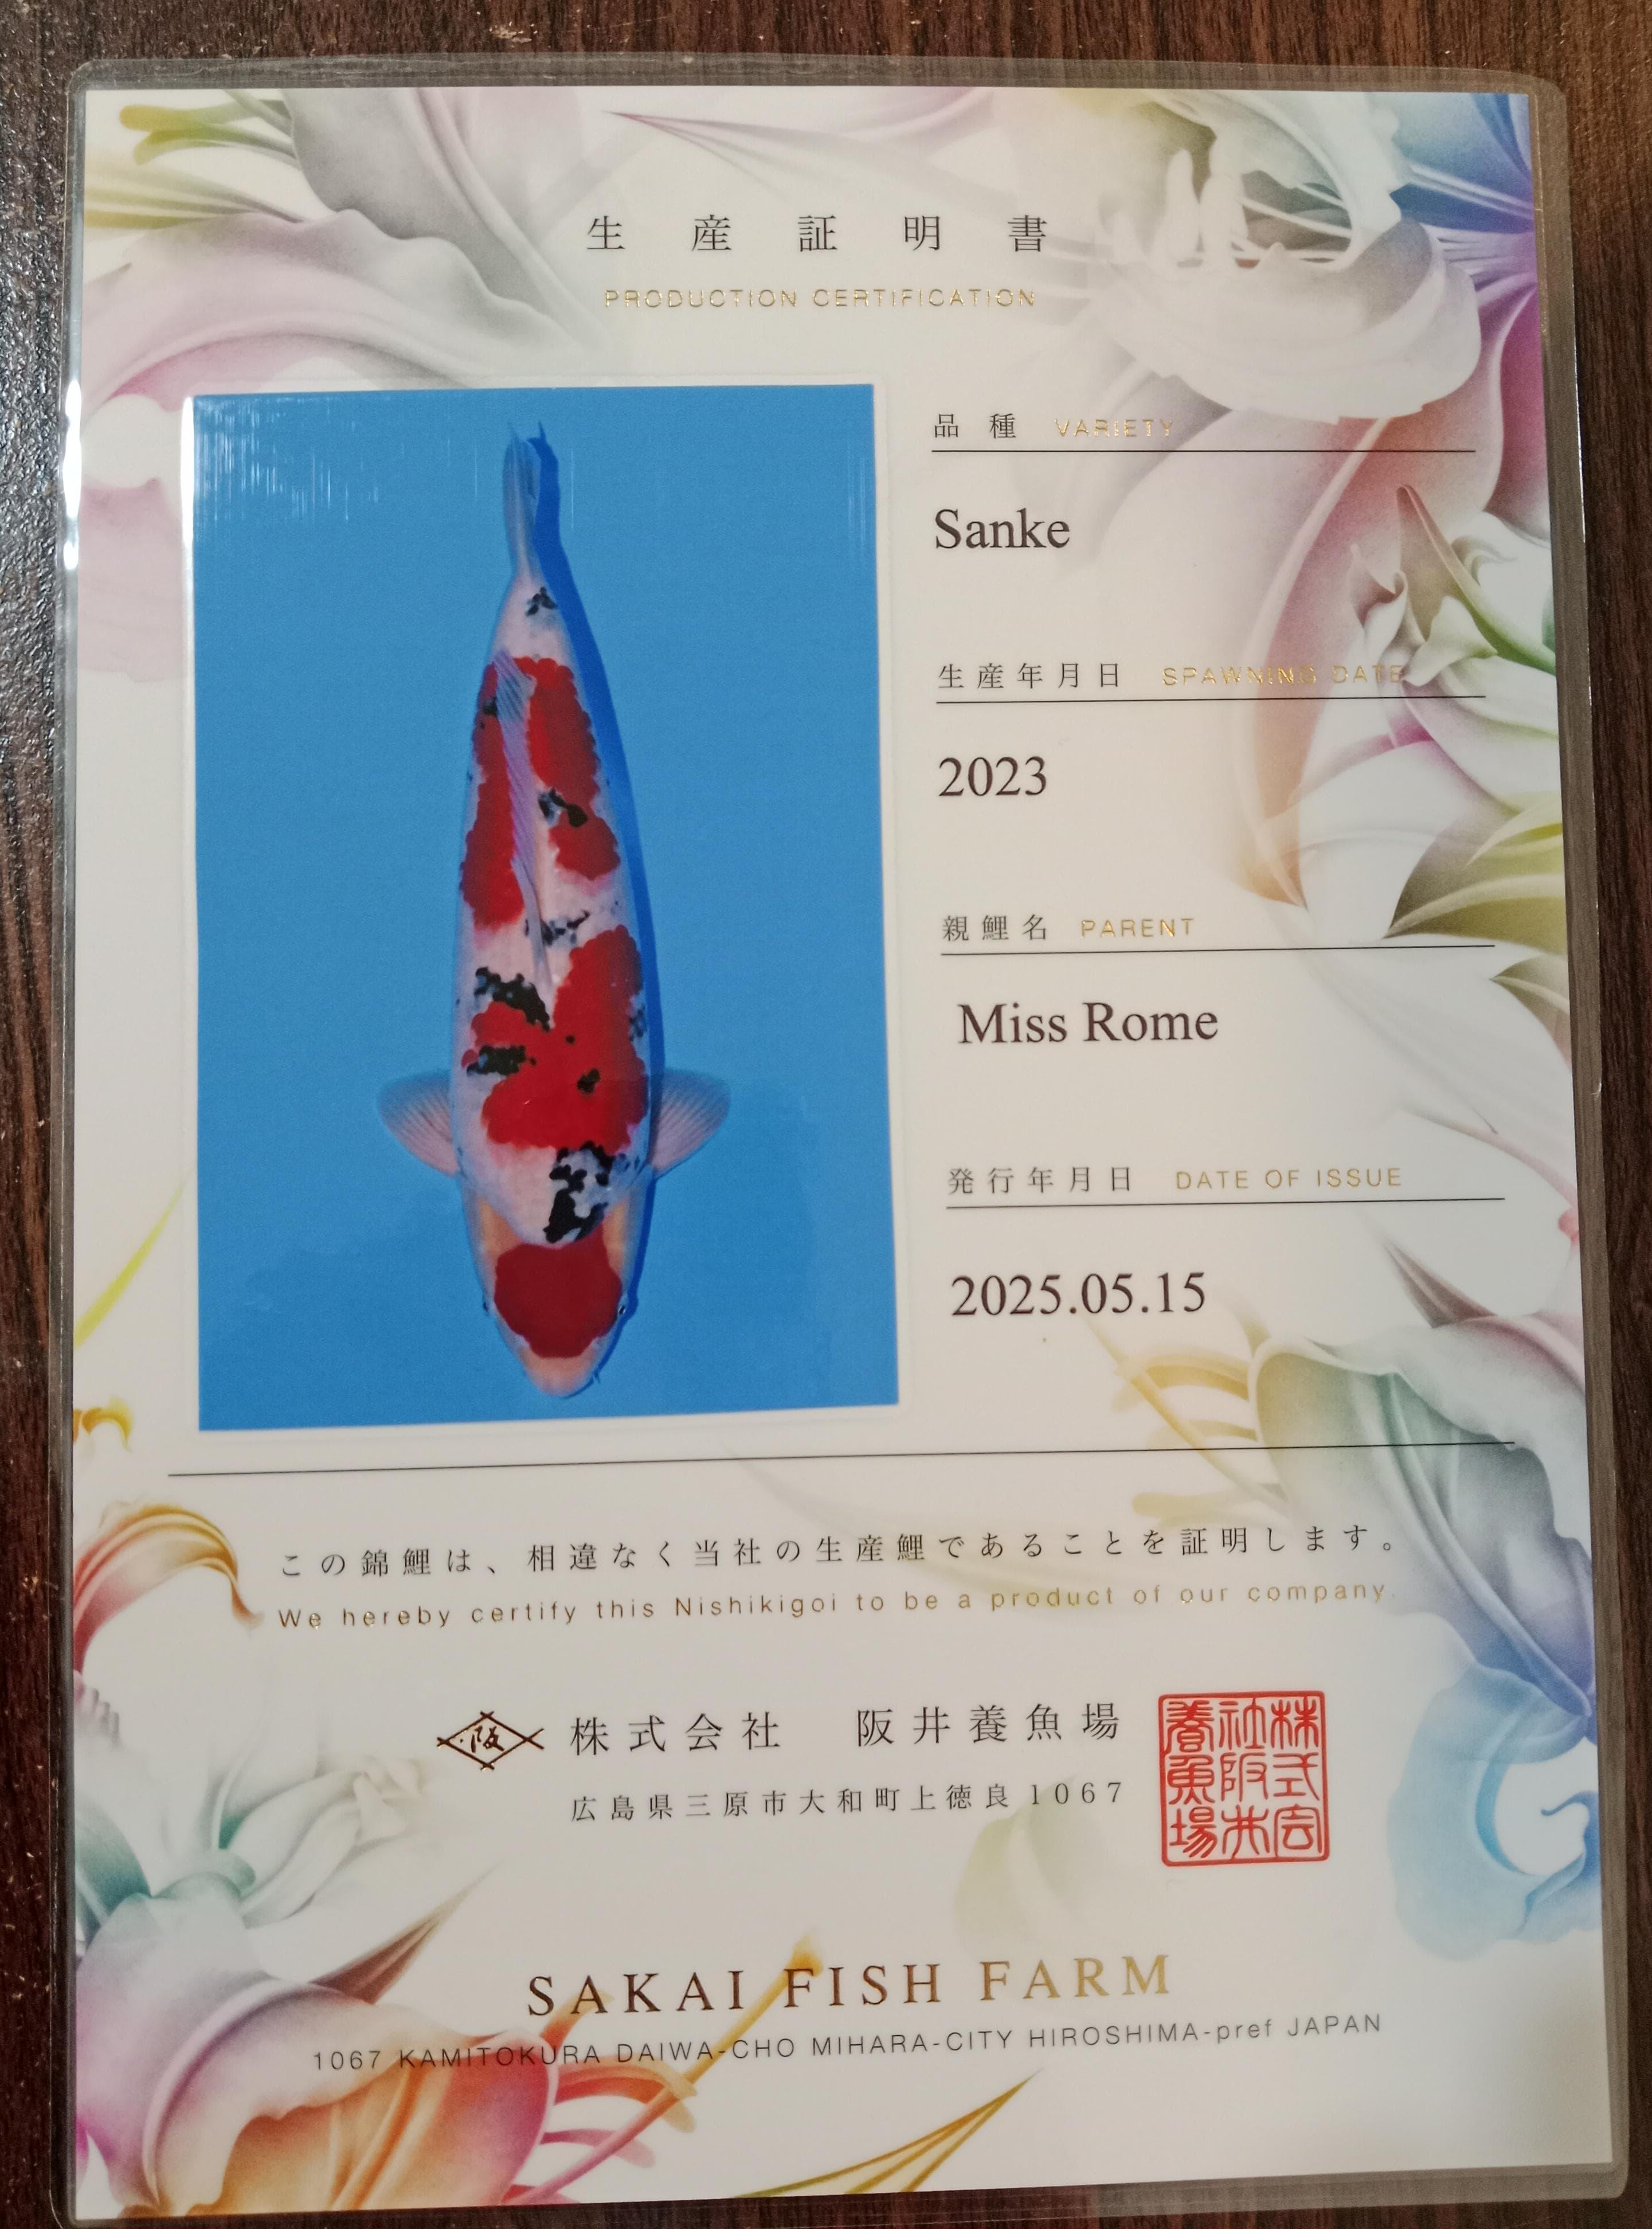 生産証明書
PRODUCTION CERTIFICATION
品種 VARIETY
Sanke
生産年月日 SPAWNING DATE
2023
親鯉名 PARENT
Miss Rome
発行年月日 DATE OF ISSUE
2025.05.15
この錦鯉は、相違なく当社の生産鯉であることを証明します。
We hereby certify this Nishikigoi to be a product of our company.
阪 株式会社 阪井養魚場
広島県三原市大和町上徳良1067
株式会社阪井養魚場
SAKAI FISH FARM
1067 KAMITOKURA DAIWA-CHO MIHARA-CITY HIROSHIMA-pref JAPAN